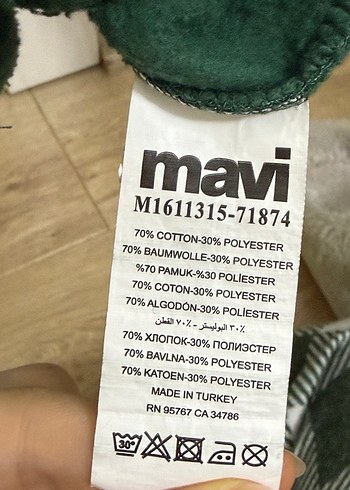 mavi
M1611315-71874
70% COTTON-30% POLYESTER
70% BAUMWOLLE-30% POLYESTER
%70 PAMUK-%30 POLİESTER
70% COTON-30% POLYESTER
70% ALGODÓN-30% POLİESTER
٣٠٪ البوليستر - ٧٠٪ القطن
70% ХЛОПОК-30% ПОЛИЭСТЕР
70% BAVLNA-30% POLYESTER
70% KATOEN-30% POLYESTER
MADE IN TURKEY
RN 95767 CA 34786
30°